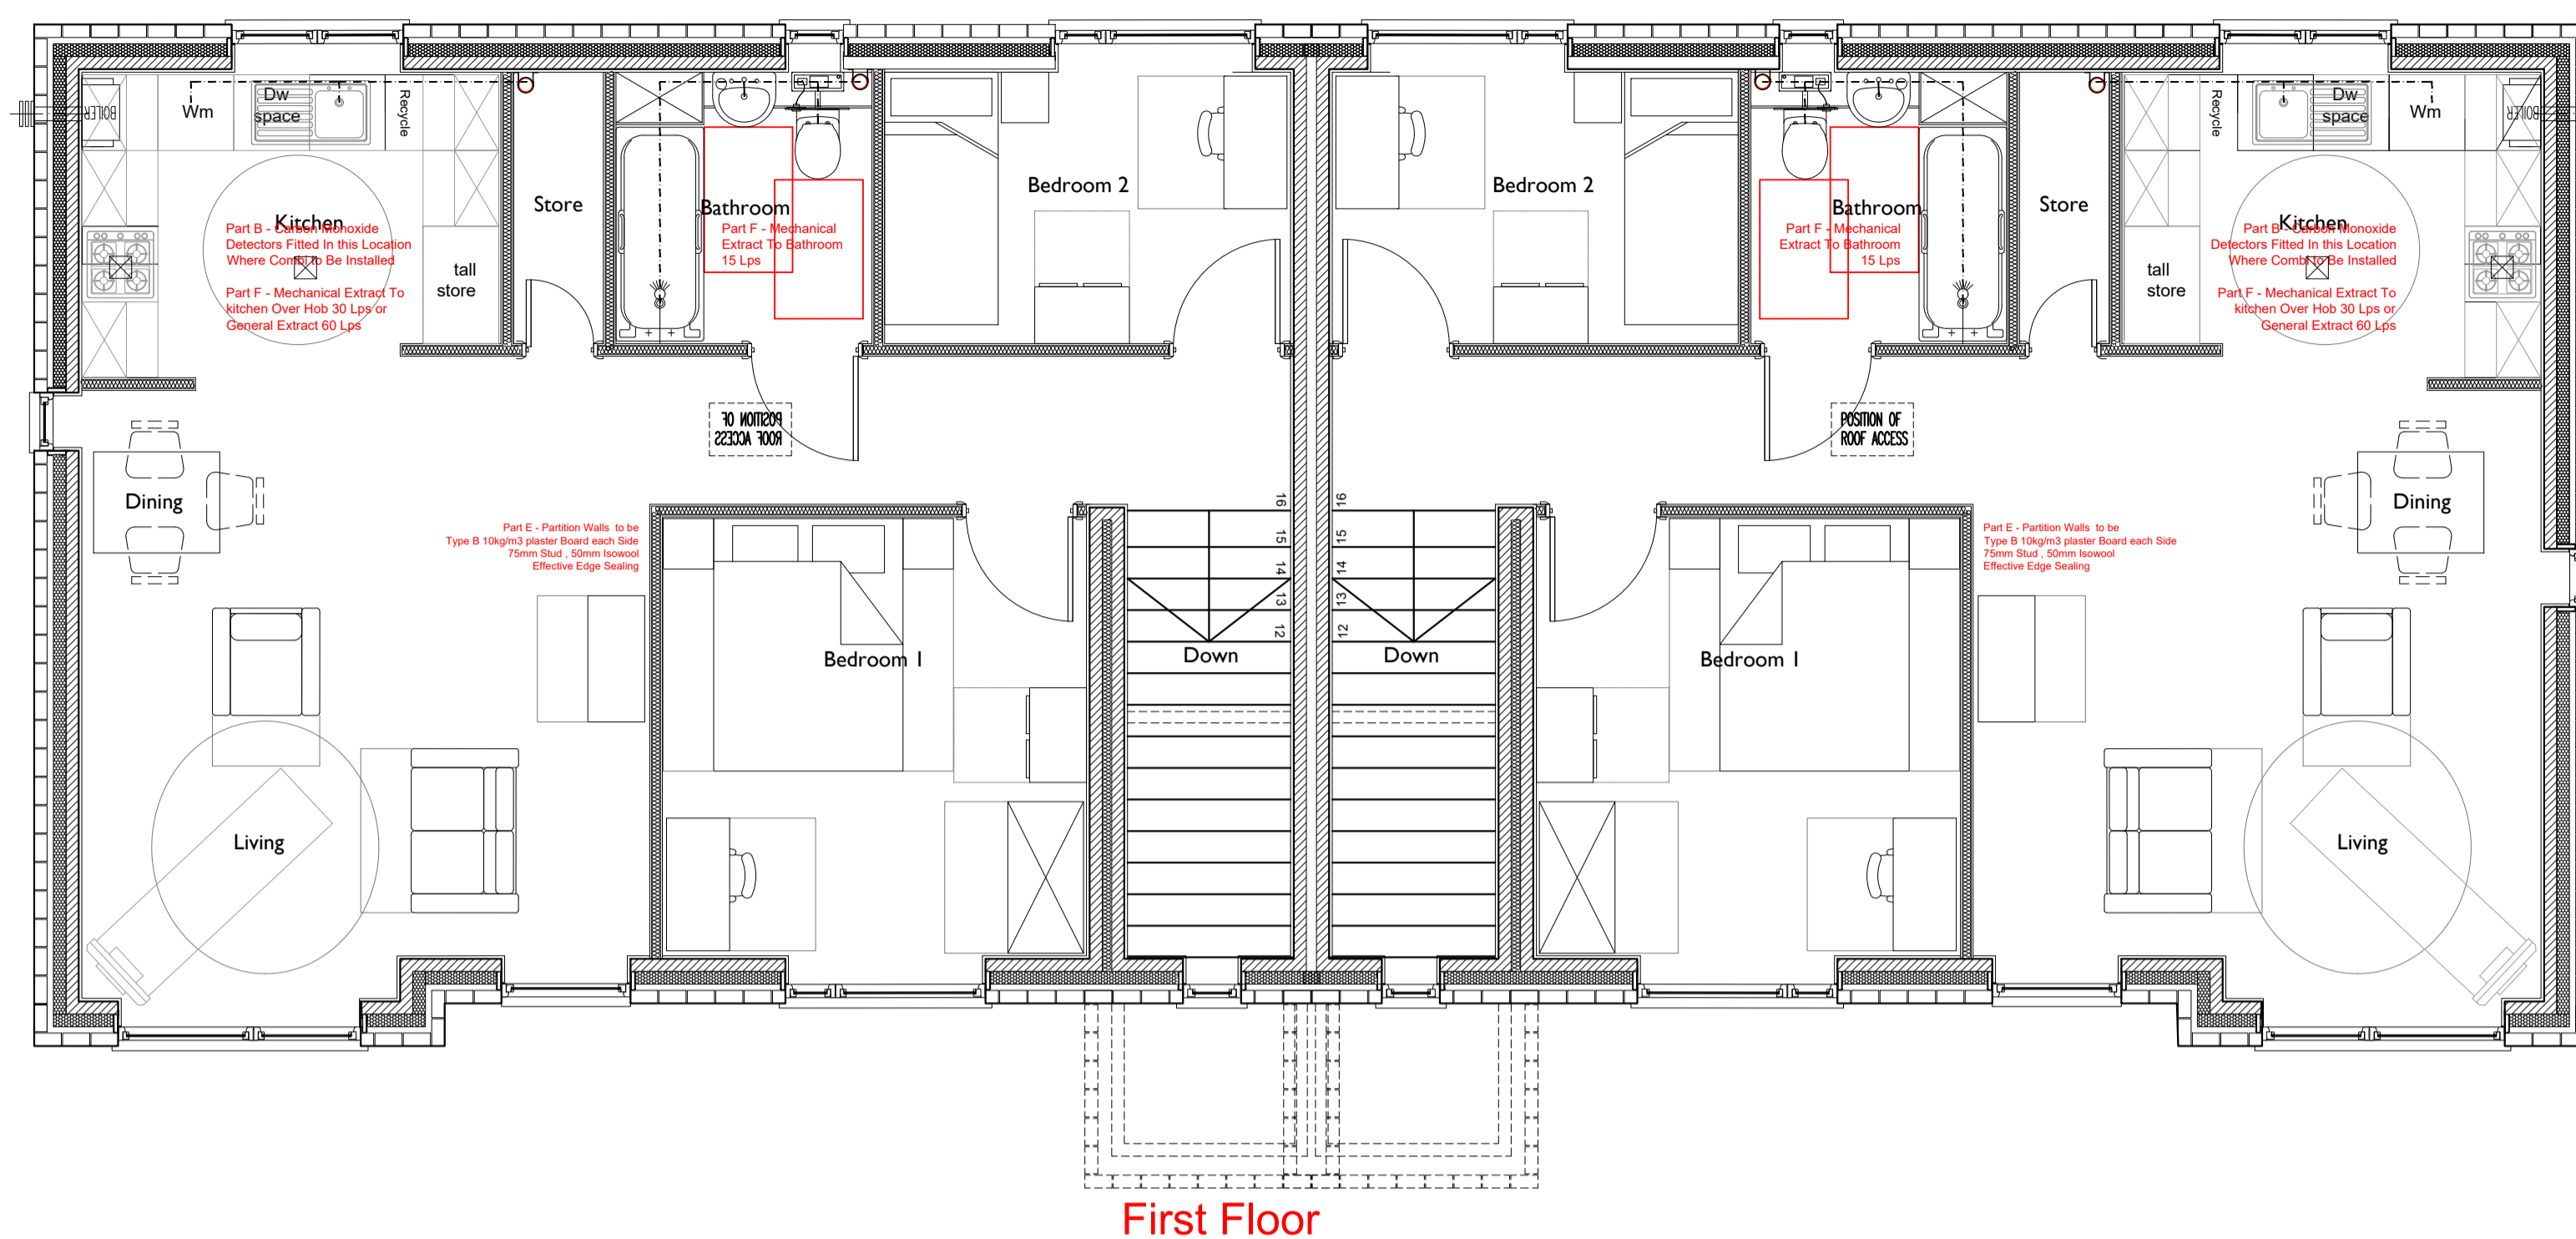 BOILER
Wm
Dw
space
Recycle
Kitchen
Part B - Carbon Monoxide
Detectors Fitted In this Location
Where Combi to Be Installed
Part F - Mechanical Extract To
kitchen Over Hob 30 Lps or
General Extract 60 Lps
tall
store
Store
Bathroom
Part F - Mechanical
Extract To Bathroom
15 Lps
Bedroom 2
Bedroom 2
Bathroom
Part F - Mechanical
Extract To Bathroom
15 Lps
Store
Recycle
Dw
space
Wm
BOILER
Kitchen
Part B - Carbon Monoxide
Detectors Fitted In this Location
Where Combi to Be Installed
Part F - Mechanical Extract To
kitchen Over Hob 30 Lps or
General Extract 60 Lps
tall
store
POSITION OF
ROOF ACCESS
POSITION OF
ROOF ACCESS
Dining
Part E - Partition Walls to be
Type B 10kg/m3 plaster Board each Side
75mm Stud , 50mm Isowool
Effective Edge Sealing
16
15
14
13
12
16
15
14
13
12
Part E - Partition Walls to be
Type B 10kg/m3 plaster Board each Side
75mm Stud , 50mm Isowool
Effective Edge Sealing
Dining
Bedroom 1
Down
Down
Bedroom 1
Living
Living
First Floor